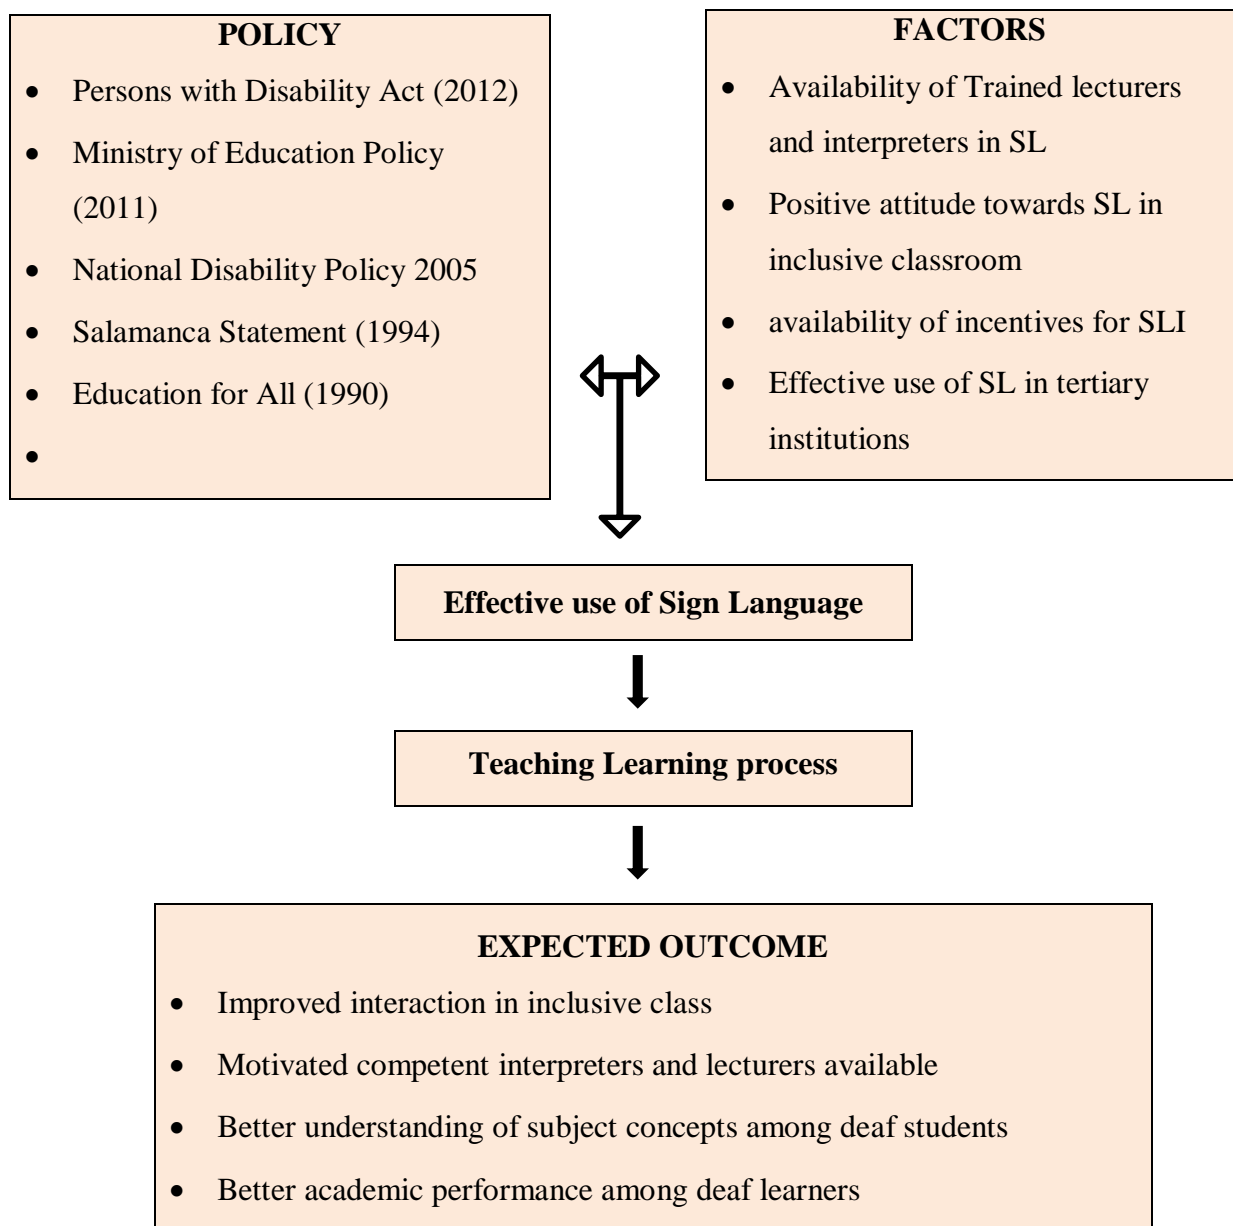 POLICY
• Persons with Disability Act (2012)
• Ministry of Education Policy
(2011)
• National Disability Policy 2005
• Salamanca Statement (1994)
• Education for All (1990)
•
FACTORS
• Availability of Trained lecturers
and interpreters in SL
• Positive attitude towards SL in
inclusive classroom
• availability of incentives for SLI
• Effective use of SL in tertiary
institutions
Effective use of Sign Language
Teaching Learning process
EXPECTED OUTCOME
• Improved interaction in inclusive class
• Motivated competent interpreters and lecturers available
• Better understanding of subject concepts among deaf students
• Better academic performance among deaf learners